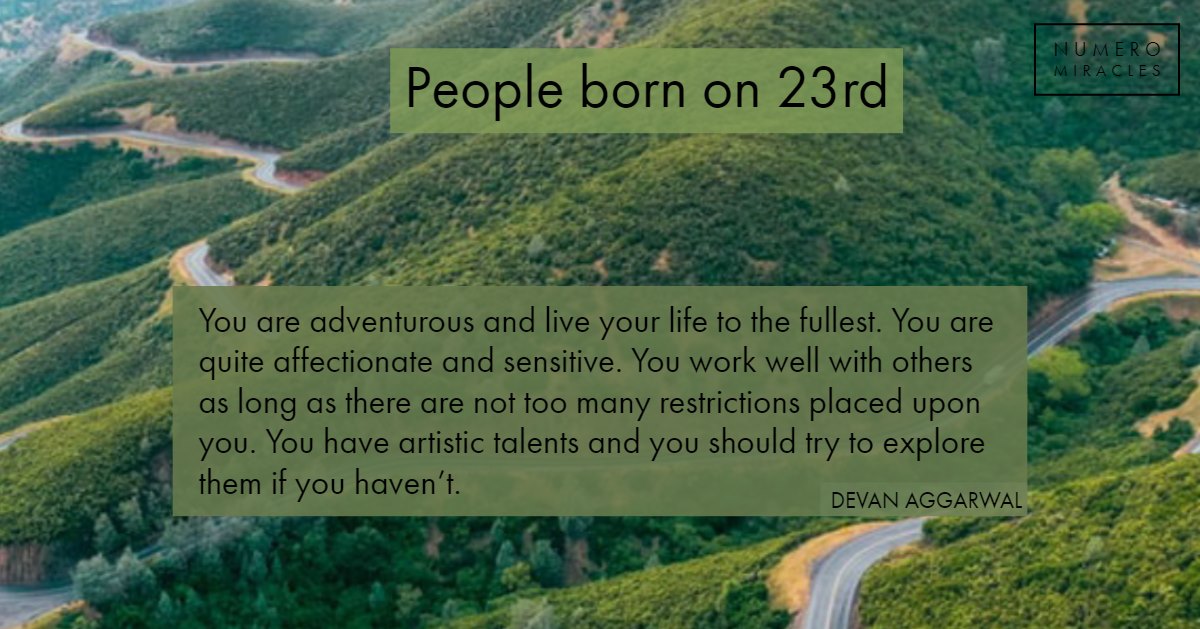 NUMERO
MIRACLES
People born on 23rd
You are adventurous and live your life to the fullest. You are
quite affectionate and sensitive. You work well with others
as long as there are not too many restrictions placed upon
you. You have artistic talents and you should try to explore
them if you haven’t.
DEVAN AGGARWAL